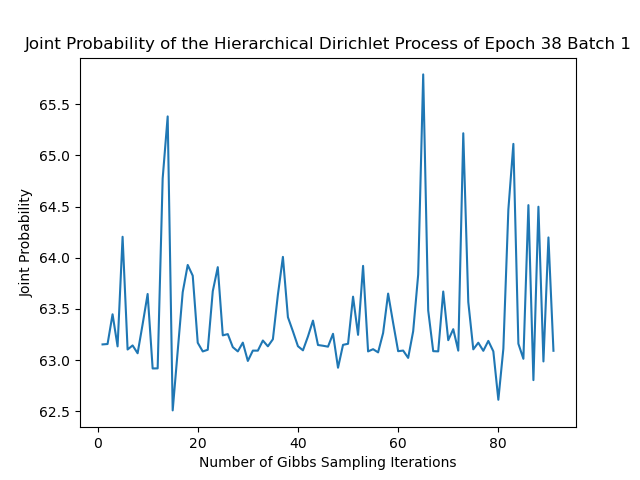 Joint Probability of the Hierarchical Dirichlet Process of Epoch 38 Batch 1
Joint Probability
65.5
65.0
64.5
64.0
63.5
63.0
62.5
0 20 40 60 80
Number of Gibbs Sampling Iterations